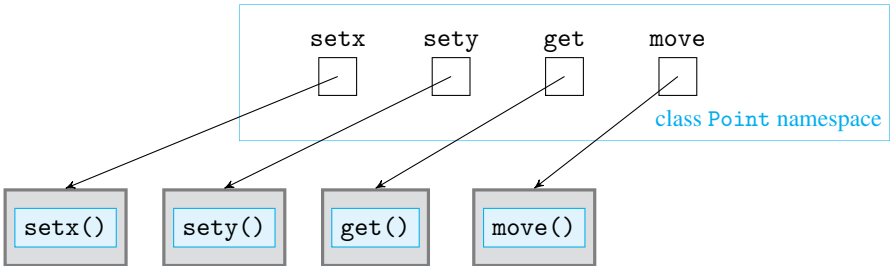 setx sety get move
class Point namespace
setx() sety() get() move()